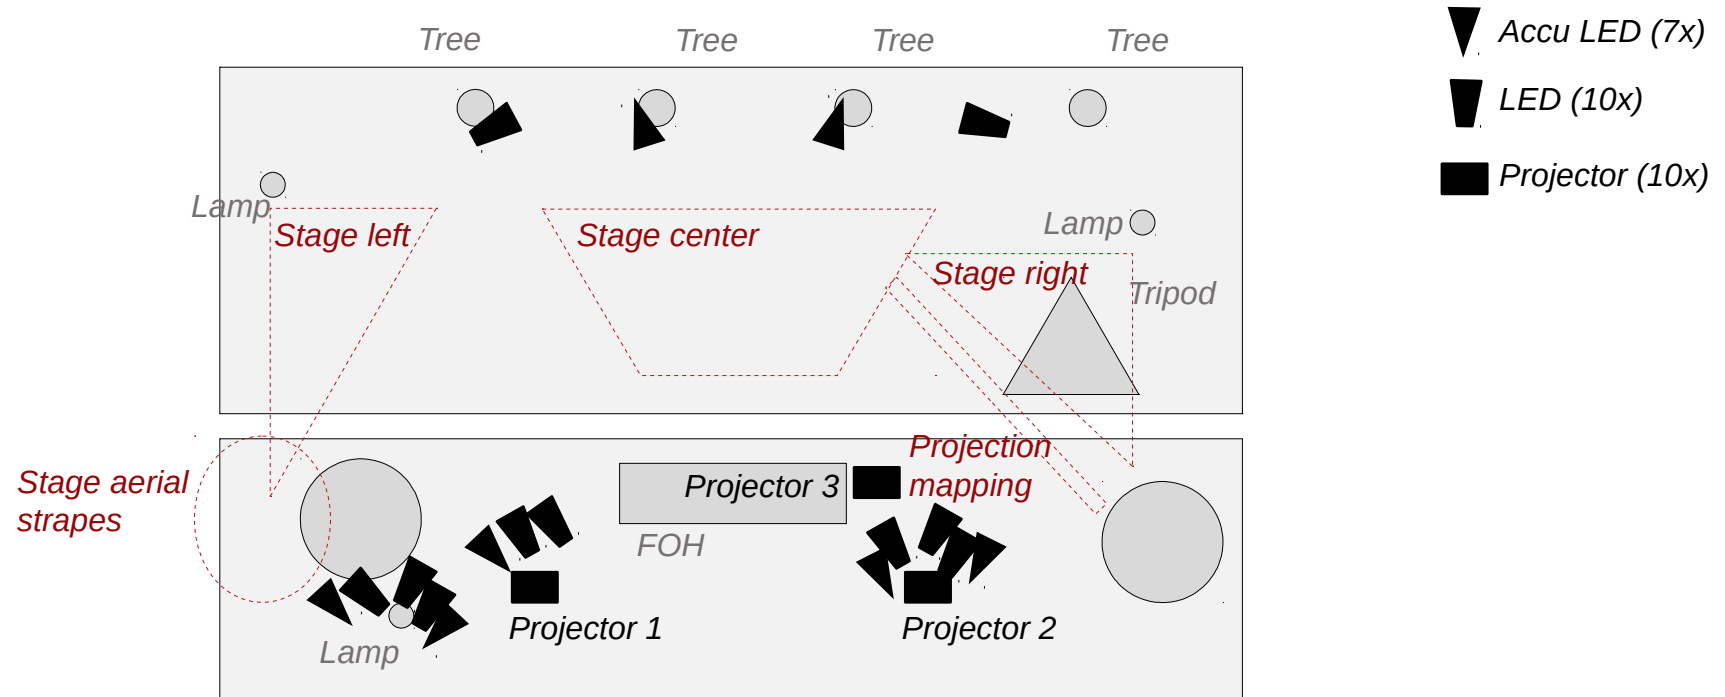 Tree
Tree
Tree
Tree
Accu LED (7x)
LED (10x)
Projector (10x)
Lamp
Stage left
Stage center
Lamp
Stage right
Tripod
Stage aerial
strapes
Projector 3
Projection
mapping
FOH
Projector 1
Projector 2
Lamp